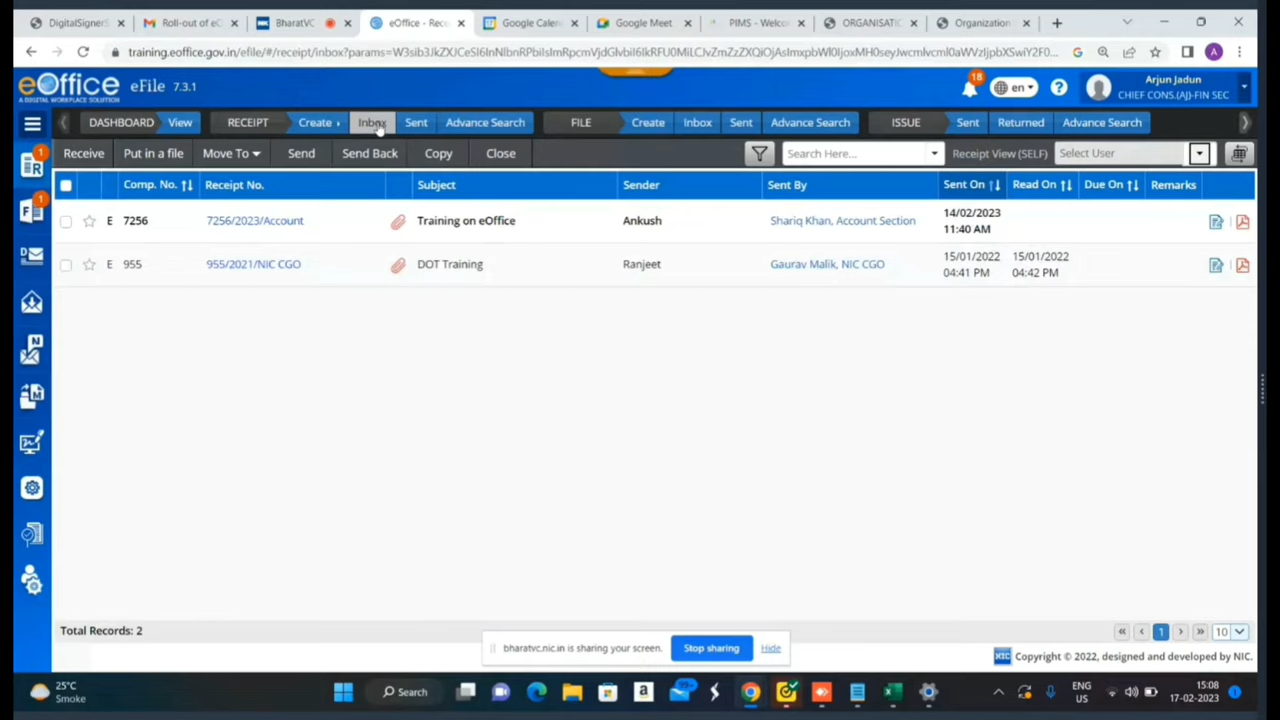 DigitalSignerS
Roll-out of eO
BharatVC
eOffice - Rece
Google Calen
Google Meet
PIMS - Welco
ORGANISATIO
Organization
training.eoffice.gov.in/efile/#/receipt/inbox?params=
eOffice
A DIGITAL WORKPLACE SOLUTION
eFile 7.3.1
18
en
Arjun Jadun
CHIEF CONS.(AJ)-FIN SEC
DASHBOARD View RECEIPT Create Inbox Sent Advance Search FILE Create Inbox Sent Advance Search ISSUE Sent Returned Advance Search
Receive Put in a file Move To Send Send Back Copy Close Search Here... Receipt View (SELF) Select User
Comp. No. Receipt No. Subject Sender Sent By Sent On Read On Due On Remarks
E 7256 7256/2023/Account Training on eOffice Ankush Shariq Khan, Account Section 14/02/2023 11:40 AM
E 955 955/2021/NIC CGO DOT Training Ranjeet Gaurav Malik, NIC CGO 15/01/2022 04:41 PM 15/01/2022 04:42 PM
Total Records: 2
1
10
bharatvc.nic.in is sharing your screen. Stop sharing Hide
NIC Copyright © 2022, designed and developed by NIC.
25°C
Smoke
Search
99+
ENG
US
15:08
17-02-2023